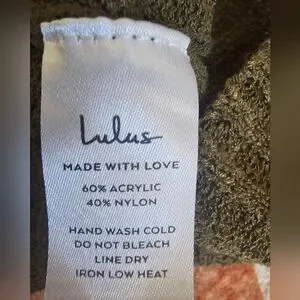 Lulus
MADE WITH LOVE
60% ACRYLIC
40% NYLON
HAND WASH COLD
DO NOT BLEACH
LINE DRY
IRON LOW HEAT